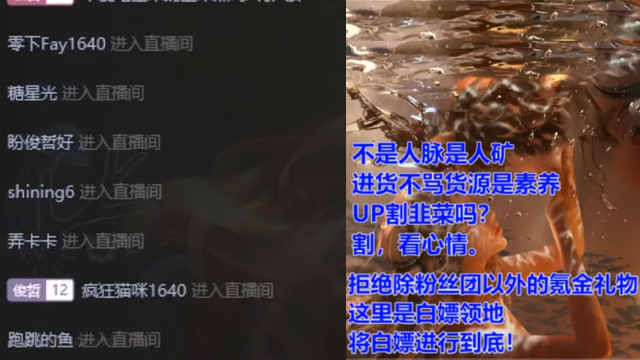 零下Fay1640 进入直播间
糖星光 进入直播间
盼俊哲好 进入直播间
shining6 进入直播间
弄卡卡 进入直播间
俊哲 12 疯狂猫咪1640 进入直播间
跑跳的鱼 进入直播间
不是人脉是人矿
进货不骂货源是素养
UP割韭菜吗?
割，看心情。
拒绝除粉丝团以外的氪金礼物
这里是白嫖领地
将白嫖进行到底！